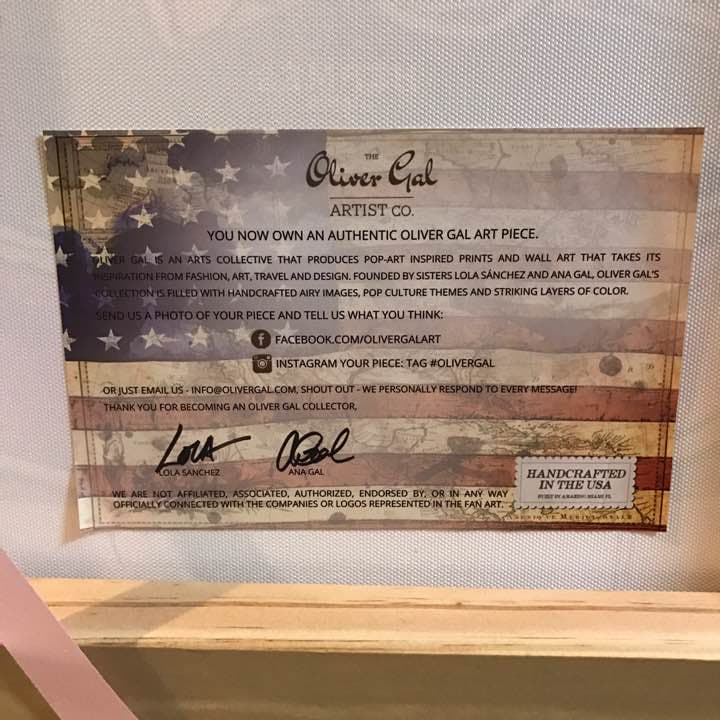 THE
Oliver Gal
ARTIST CO.
YOU NOW OWN AN AUTHENTIC OLIVER GAL ART PIECE.
OLIVER GAL IS AN ARTS COLLECTIVE THAT PRODUCES POP-ART INSPIRED PRINTS AND WALL ART THAT TAKES ITS
INSPIRATION FROM FASHION, ART, TRAVEL AND DESIGN. FOUNDED BY SISTERS LOLA SÁNCHEZ AND ANA GAL, OLIVER GAL'S
COLLECTION IS FILLED WITH HANDCRAFTED AIRY IMAGES, POP CULTURE THEMES AND STRIKING LAYERS OF COLOR.
SEND US A PHOTO OF YOUR PIECE AND TELL US WHAT YOU THINK:
FACEBOOK.COM/OLIVERGALART
INSTAGRAM YOUR PIECE: TAG #OLIVERGAL
OR JUST EMAIL US - INFO@OLIVERGAL.COM, SHOUT OUT - WE PERSONALLY RESPOND TO EVERY MESSAGE!
THANK YOU FOR BECOMING AN OLIVER GAL COLLECTOR,
LOLA
LOLA SANCHEZ
ANA GAL
HANDCRAFTED
IN THE USA
WE ARE NOT AFFILIATED, ASSOCIATED, AUTHORIZED, ENDORSED BY, OR IN ANY WAY
OFFICIALLY CONNECTED WITH THE COMPANIES OR LOGOS REPRESENTED IN THE FAN ART.